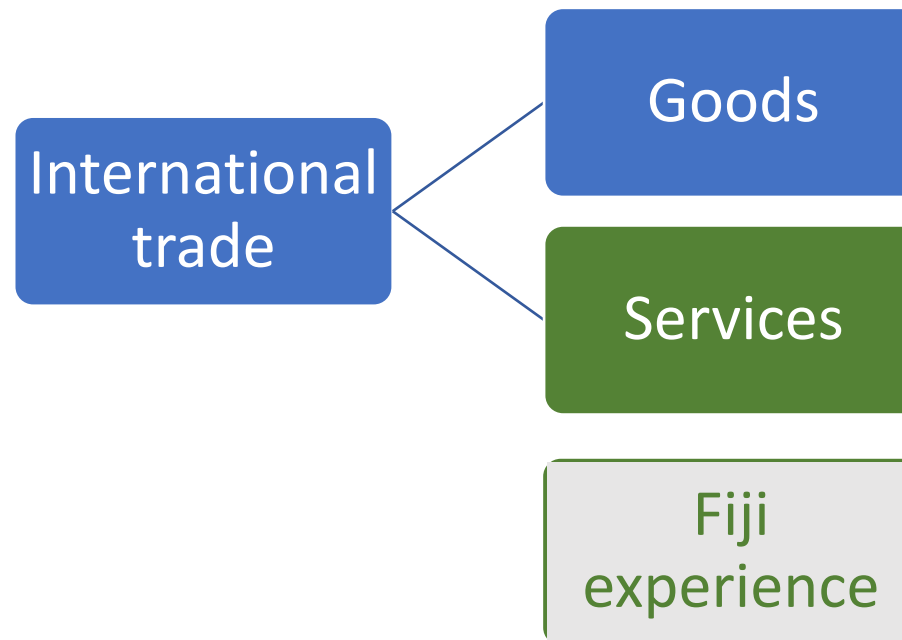 International
trade
Goods
Services
Fiji
experience